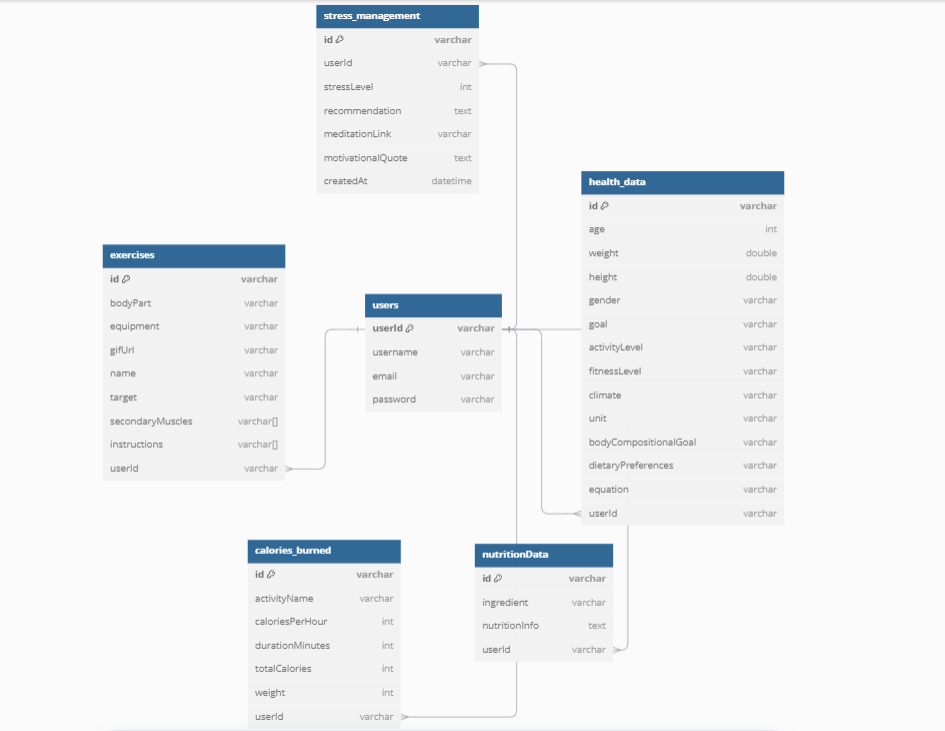 stress_management
id varchar
userId varchar
stressLevel int
recommendation text
meditationLink varchar
motivationalQuote text
createdAt datetime
health_data
id varchar
age int
weight double
height double
gender varchar
goal varchar
activityLevel varchar
fitnessLevel varchar
climate varchar
unit varchar
bodyCompositionalGoal varchar
dietaryPreferences varchar
equation varchar
userId varchar
exercises
id varchar
bodyPart varchar
equipment varchar
gifUrl varchar
name varchar
target varchar
secondaryMuscles varchar[]
instructions varchar[]
userId varchar
users
userId varchar
username varchar
email varchar
password varchar
calories_burned
id varchar
activityName varchar
caloriesPerHour int
durationMinutes int
totalCalories int
weight int
userId varchar
nutritionData
id varchar
ingredient varchar
nutritionInfo text
userId varchar